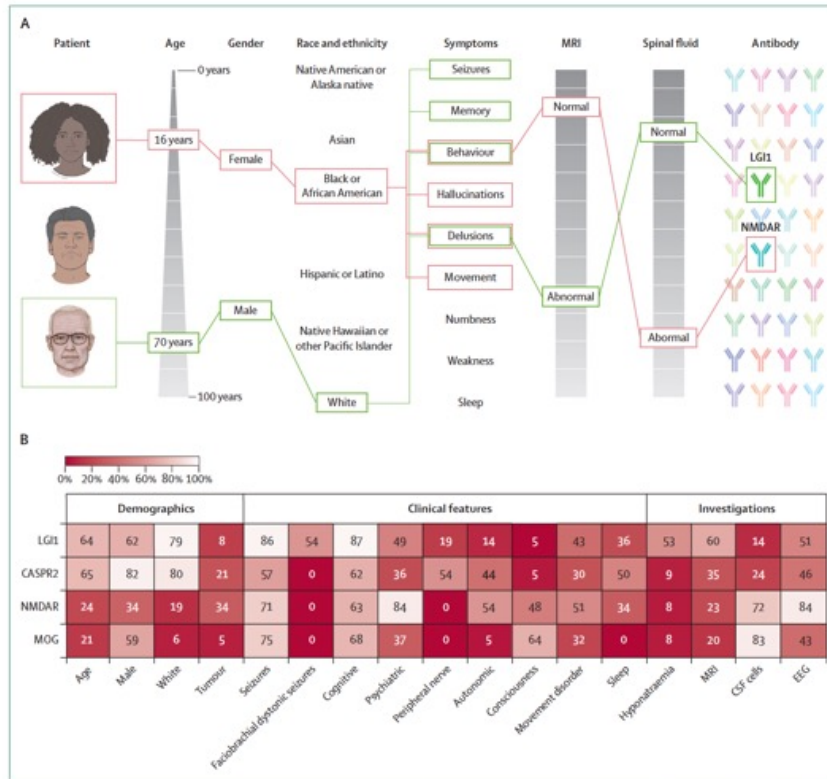 A
Patient Age Gender Race and ethnicity Symptoms MRI Spinal fluid Antibody
0 years
Native American or
Alaska native
Seizures
Memory
Normal
Normal
16 years
Asian
Female
Behaviour
LGI1
Black or
African American
Hallucinations
NMDAR
Delusions
Hispanic or Latino
Movement
Abnormal
Male
Numbness
Native Hawaiian or
other Pacific Islander
70 years
Abormal
Weakness
100 years
White
Sleep
B
0% 20% 40% 60% 80% 100%
Demographics Clinical features Investigations
LGI1 64 62 79 8 86 54 87 49 19 14 5 43 36 53 60 14 51
CASPR2 65 82 80 21 57 0 62 36 54 44 5 30 50 9 35 24 46
NMDAR 24 34 19 34 71 0 63 84 0 54 48 51 34 8 23 72 84
MOG 21 59 6 5 75 0 68 37 0 5 64 32 0 8 20 83 43
Age Male White Tumour Seizures Faciobrachial dystonic seizures Cognitive Psychiatric Peripheral nerve Autonomic Consciousness Movement disorder Sleep Hyponatraemia MRI CSF cells EEG